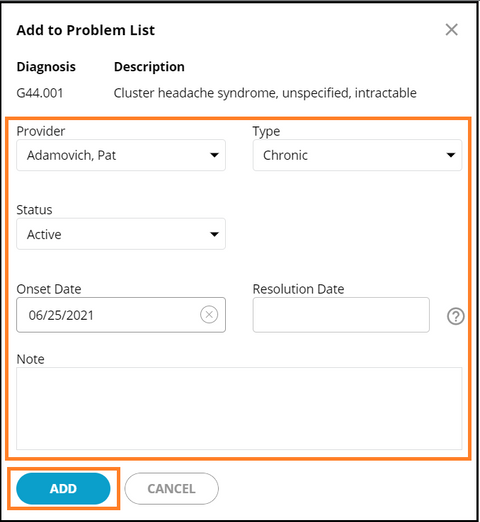 Add to Problem List
Diagnosis Description
G44.001 Cluster headache syndrome, unspecified, intractable
Provider Type
Adamovich, Pat Chronic
Status
Active
Onset Date Resolution Date
06/25/2021
?
Note
ADD CANCEL